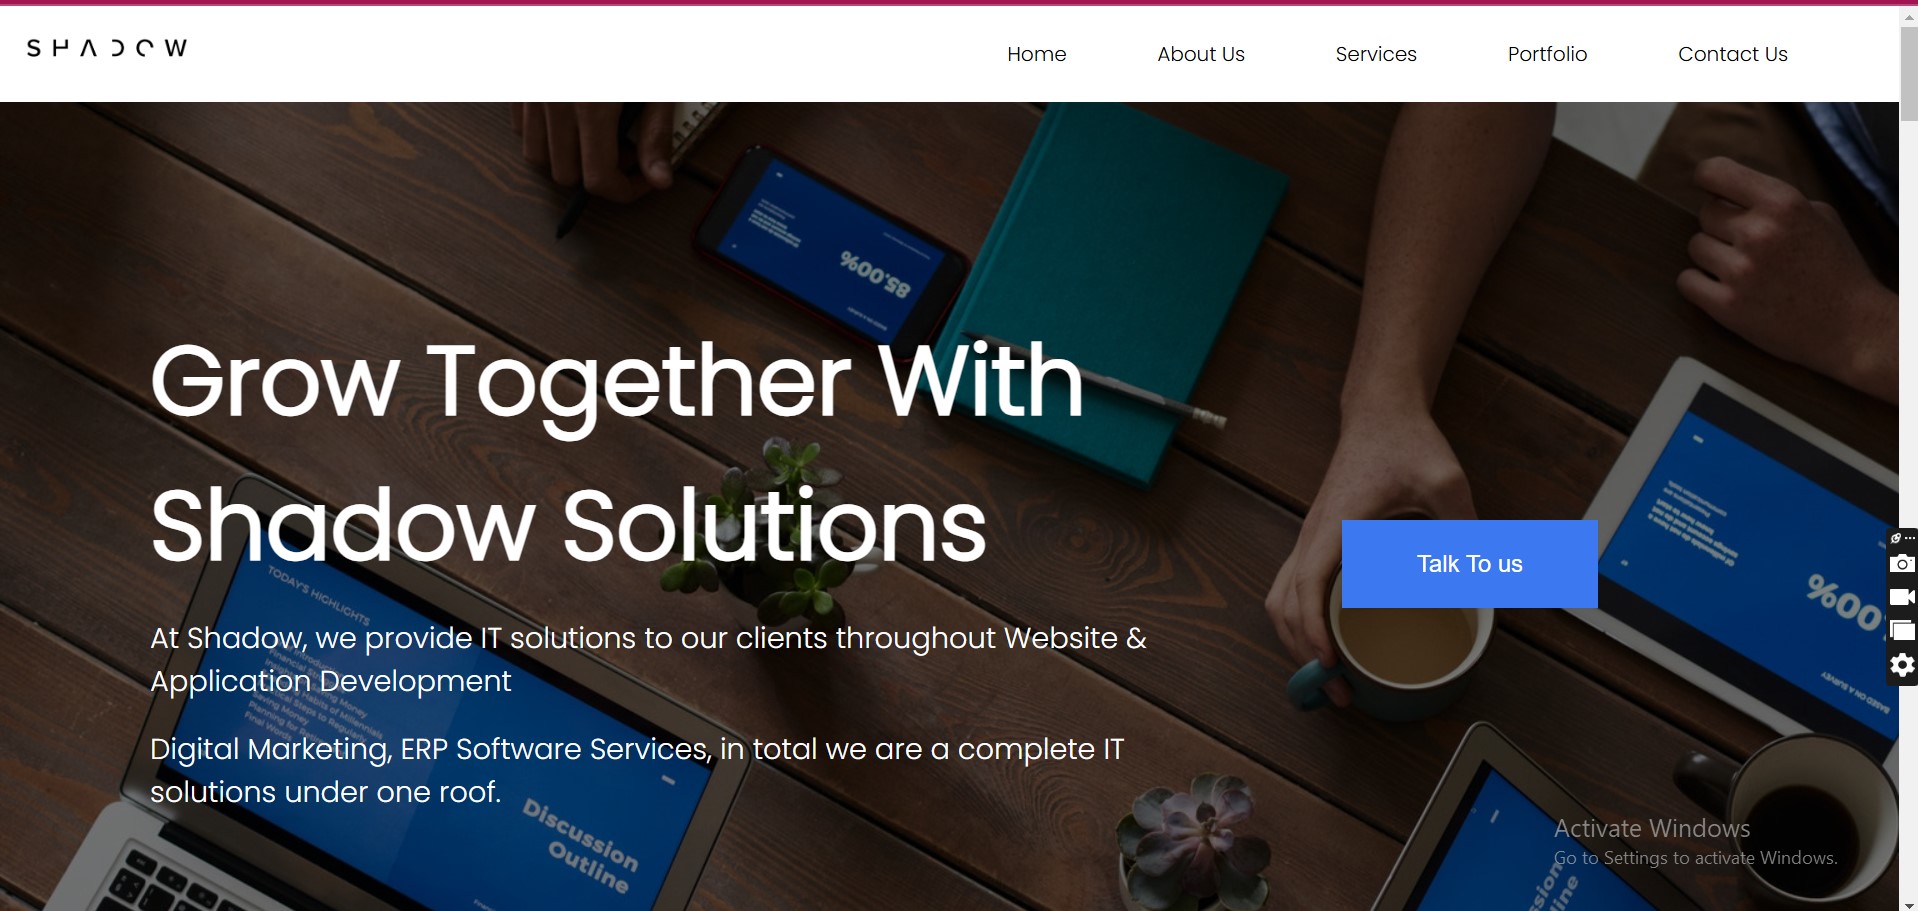 SHADOW
Home About Us Services Portfolio Contact Us
85.00%
Grow Together With
Shadow Solutions
Talk To us
TODAY'S HIGHLIGHTS
00%
BASED ON A SURVEY
At Shadow, we provide IT solutions to our clients throughout Website &
Application Development
Digital Marketing, ERP Software Services, in total we are a complete IT
solutions under one roof.
Discussion
Outline
Activate Windows
Go to Settings to activate Windows.